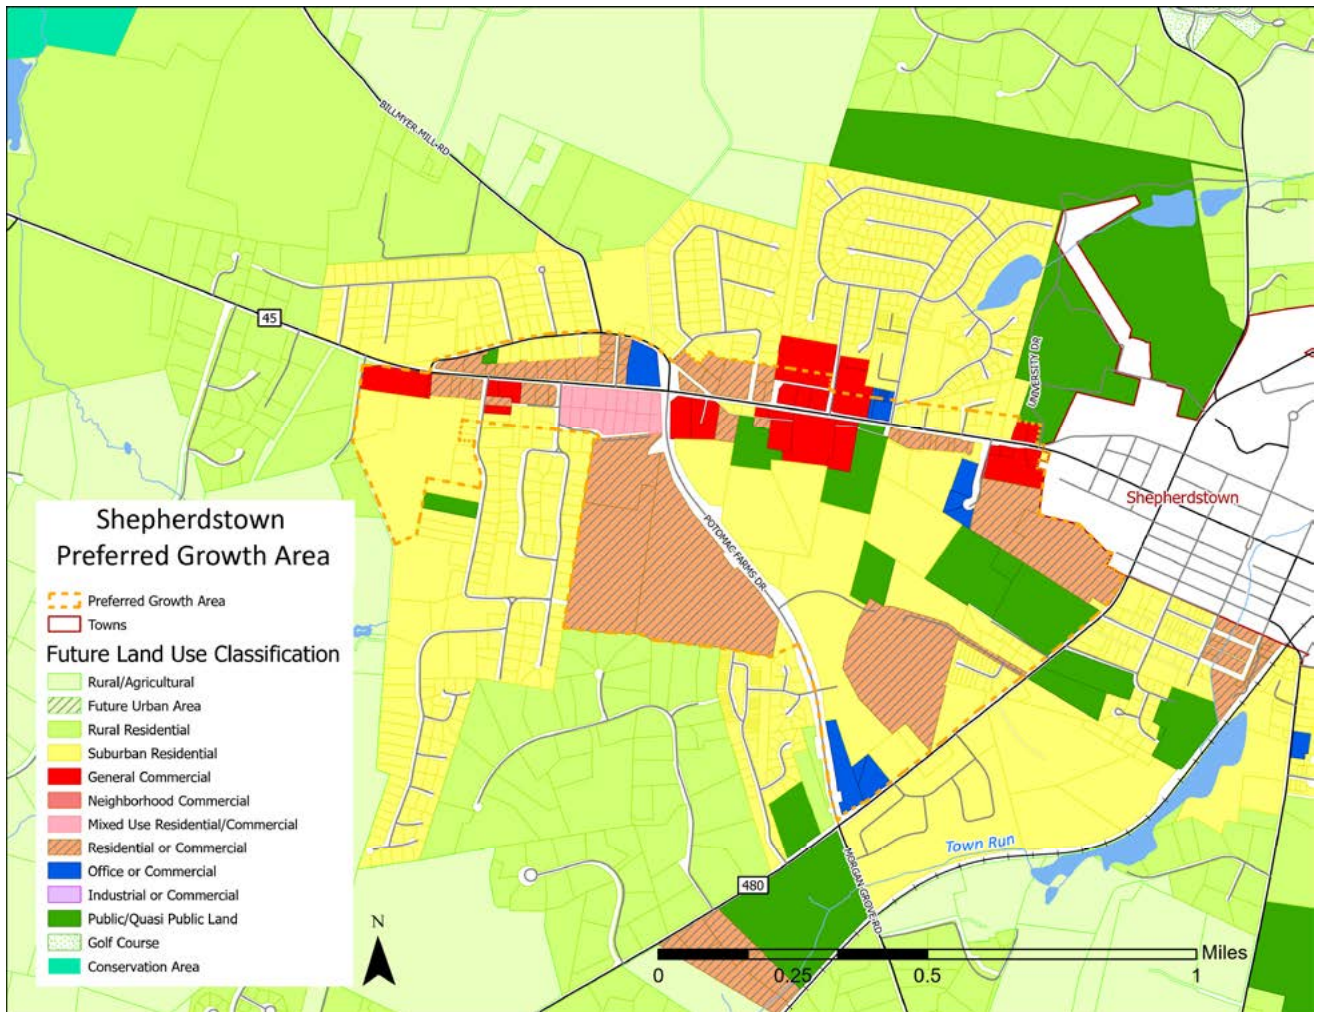 BILLMYER MILL RD
45
UNIVERSITY DR
Shepherdstown
POTOMAC FARMS DR
Town Run
480
MORGAN GROVE RD
Shepherdstown
Preferred Growth Area
Preferred Growth Area
Towns
Future Land Use Classification
Rural/Agricultural
Future Urban Area
Rural Residential
Suburban Residential
General Commercial
Neighborhood Commercial
Mixed Use Residential/Commercial
Residential or Commercial
Office or Commercial
Industrial or Commercial
Public/Quasi Public Land
Golf Course
Conservation Area
N
Miles
0 0.25 0.5 1